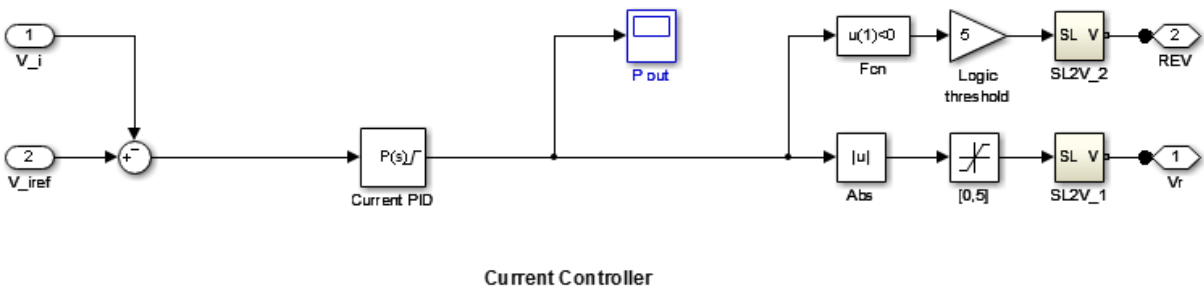 1
V_i
P out
u(1)<0
Fcn
5
Logic
threshold
SL V
SL2V_2
2
REV
2
V_iref
+
−
P(s)
Current PID
|u|
Abs
[0,5]
SL V
SL2V_1
1
Vr
Current Controller